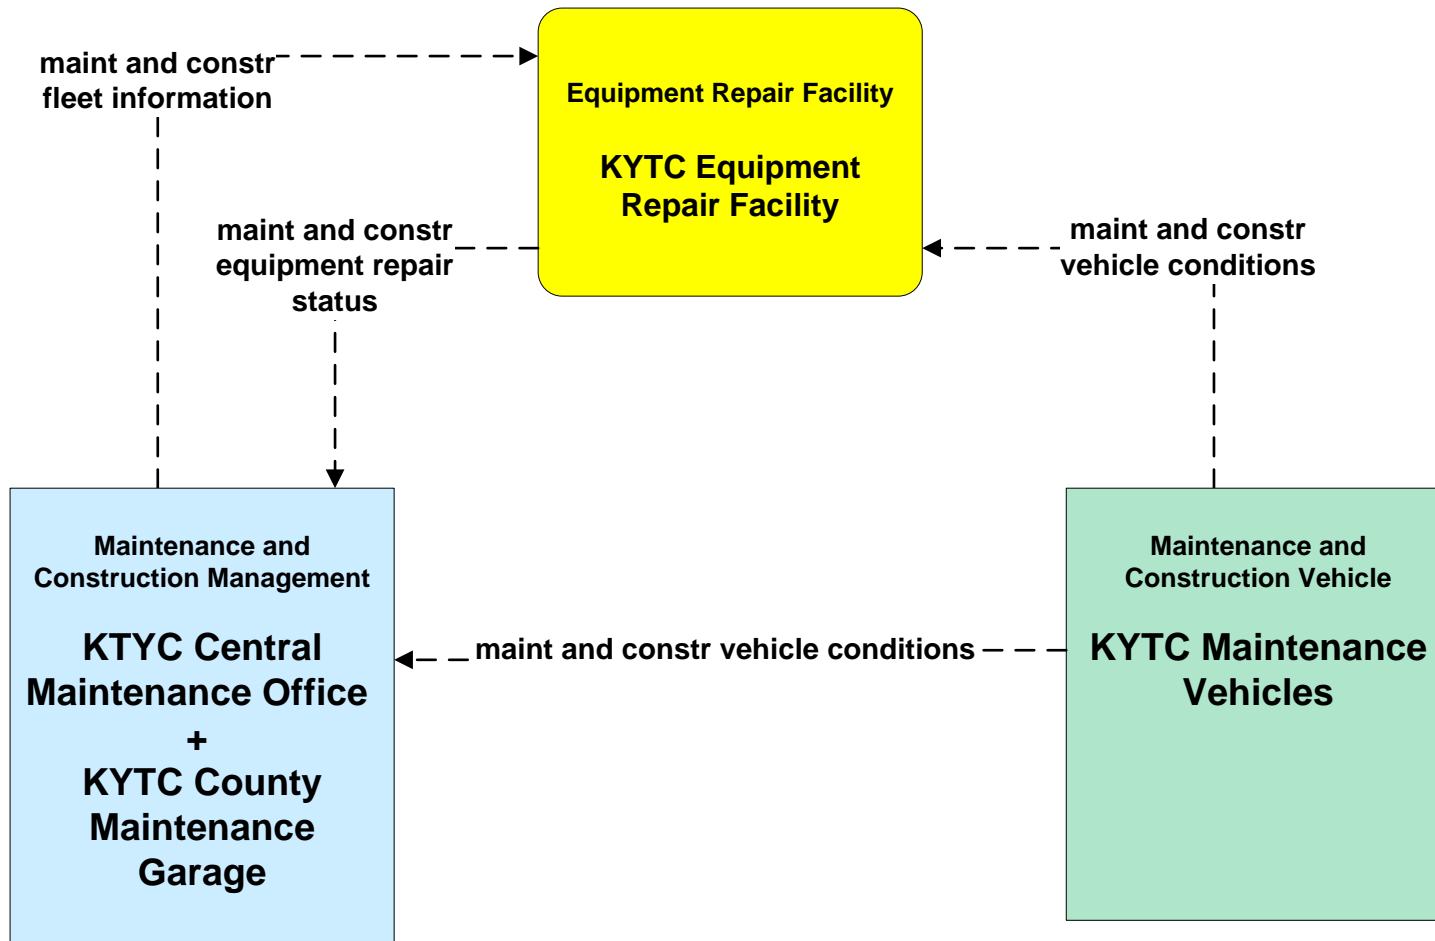 maint and constr
fleet information
Equipment Repair Facility
KYTC Equipment
Repair Facility
maint and constr
equipment repair
status
maint and constr
vehicle conditions
Maintenance and
Construction Management
KTYC Central
Maintenance Office
+
KYTC County
Maintenance
Garage
maint and constr vehicle conditions
Maintenance and
Construction Vehicle
KYTC Maintenance
Vehicles